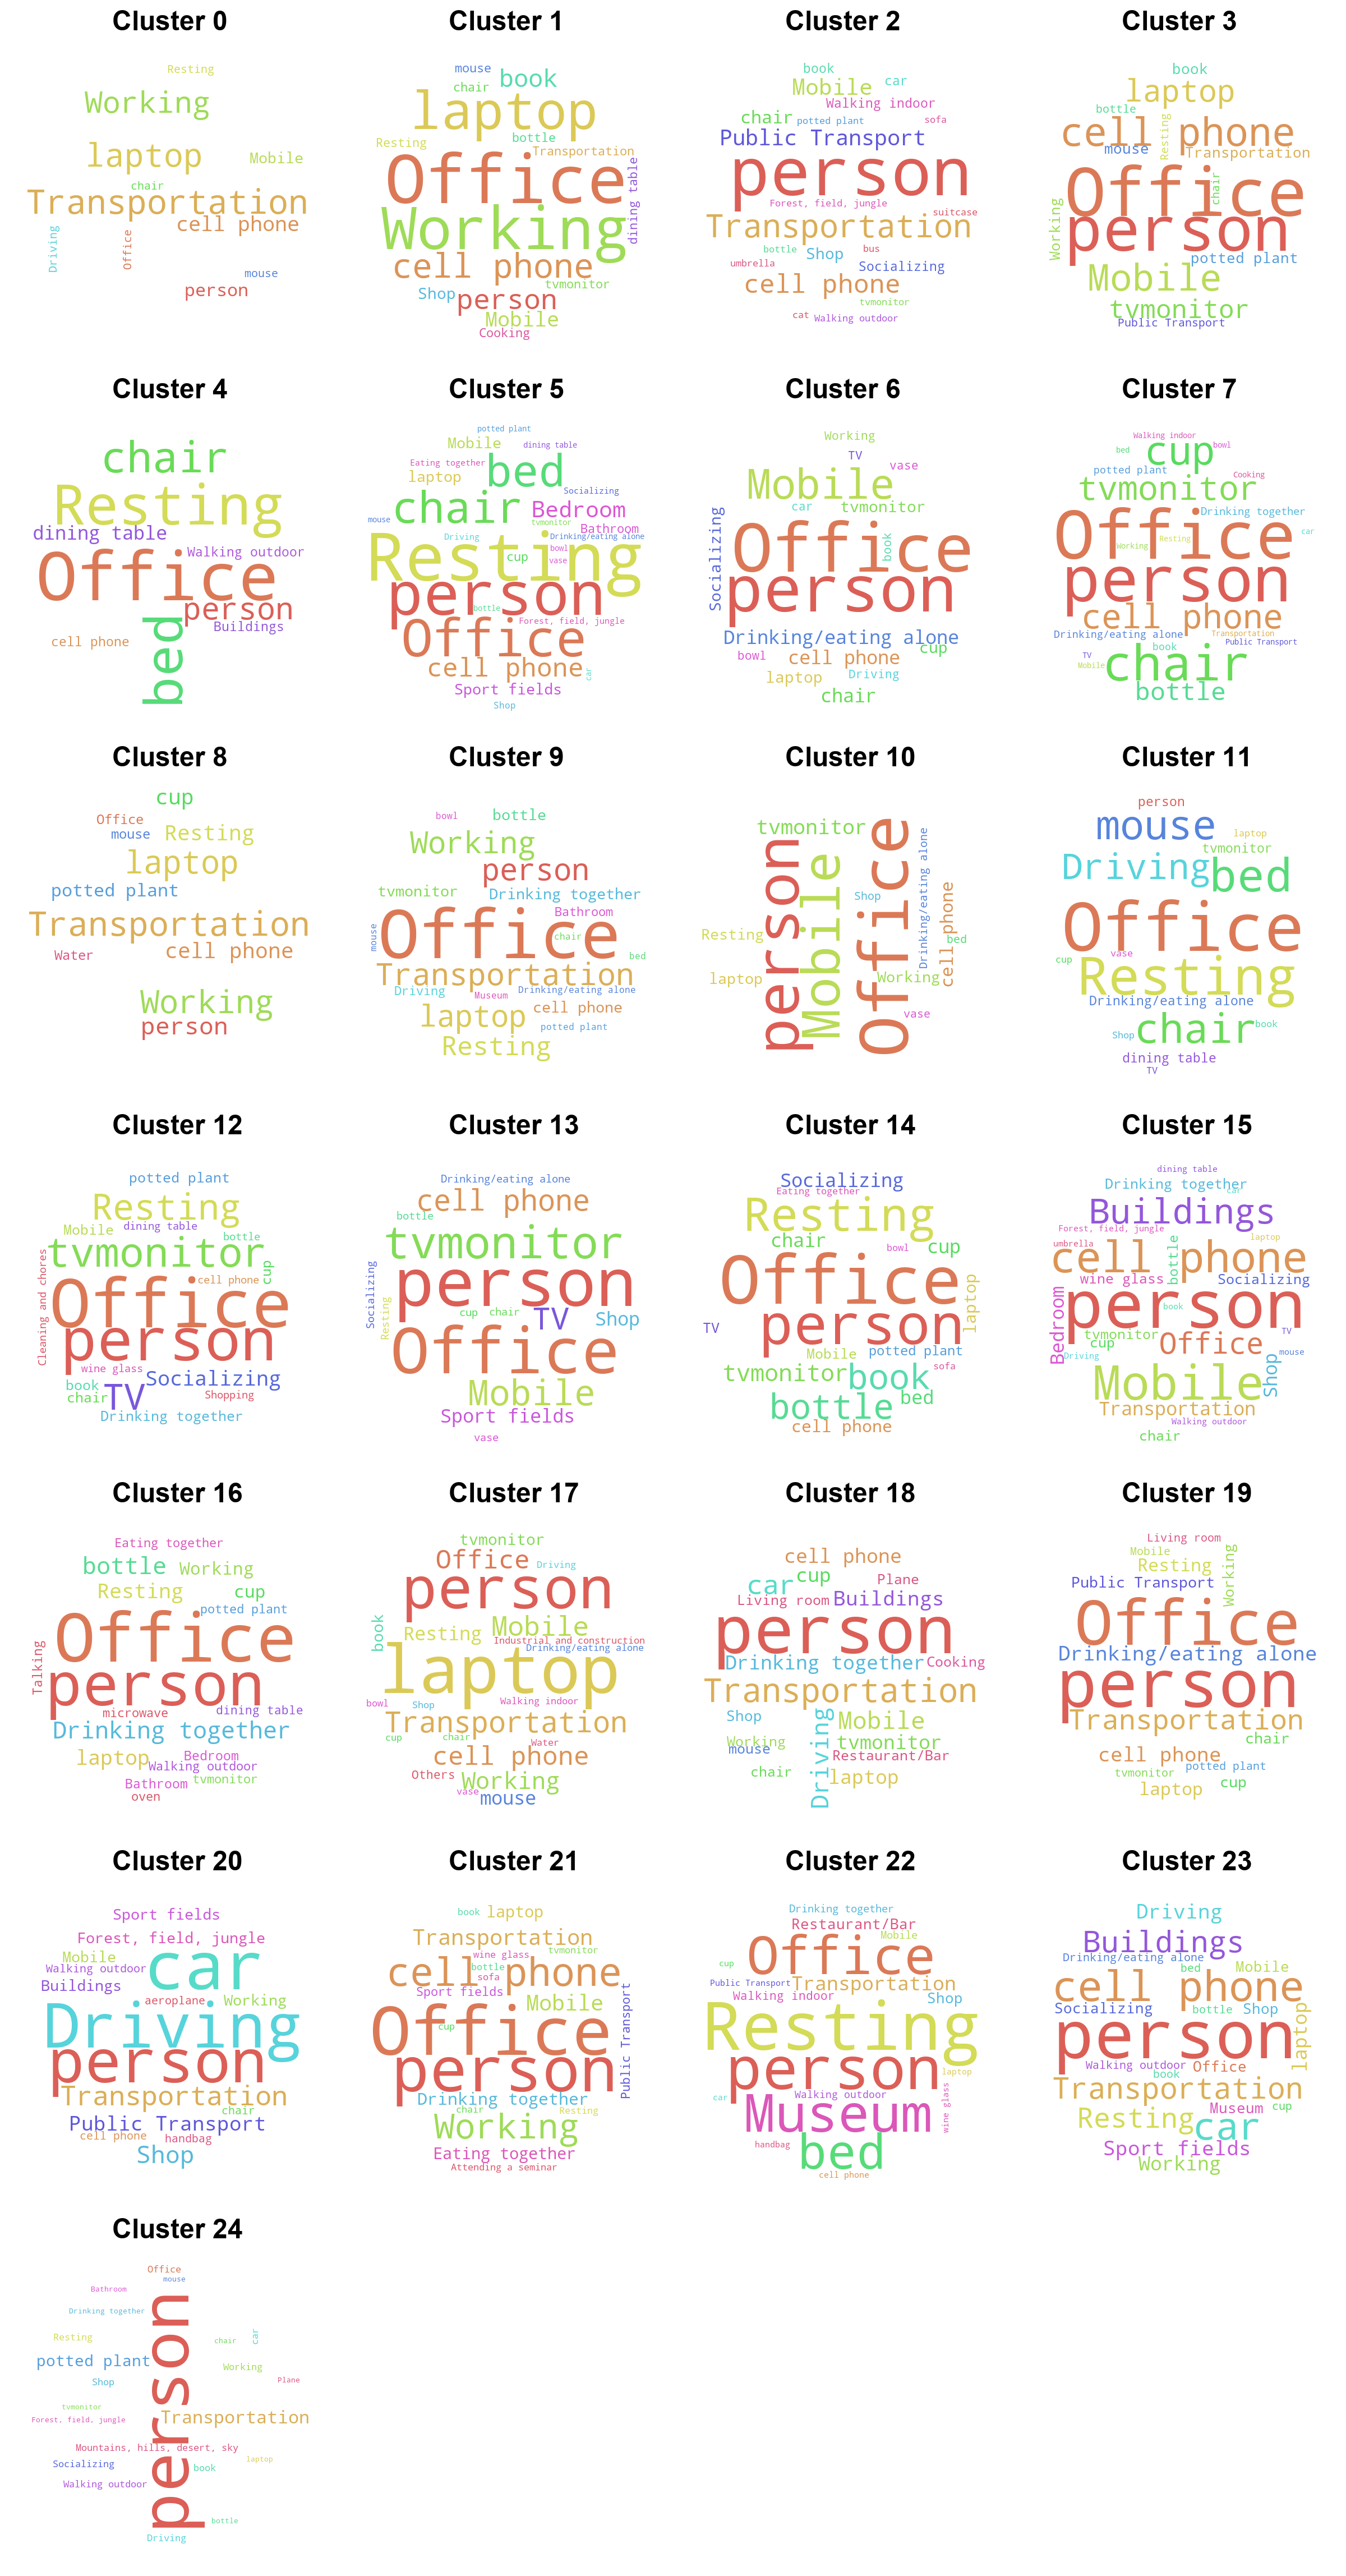 Cluster 0
Resting
Working
laptop
Mobile
chair
Transportation
cell phone
Driving
Office
mouse
person
Cluster 1
mouse
book
chair
laptop
bottle
Resting
Transportation
Office
dining table
Working
cell phone
tvmonitor
Shop
person
Mobile
Cooking
Cluster 2
book
Mobile
car
Walking indoor
chair
potted plant
sofa
Public Transport
person
Forest, field, jungle
suitcase
Transportation
bottle
Shop
bus
umbrella
Socializing
cell phone
tvmonitor
cat
Walking outdoor
Cluster 3
book
laptop
bottle
cell phone
Resting
mouse
Transportation
Office
chair
Working
person
potted plant
Mobile
tvmonitor
Public Transport
Cluster 4
chair
Resting
dining table
Walking outdoor
Office
person
Buildings
cell phone
bed
Cluster 5
potted plant
Mobile
dining table
Eating together
bed
laptop
Socializing
chair
Bedroom
mouse
tvmonitor
Bathroom
Driving
Drinking/eating alone
Resting
cup
bowl
vase
person
bottle
Forest, field, jungle
Office
cell phone
car
Sport fields
Shop
Cluster 6
Working
TV
vase
Mobile
car
tvmonitor
Socializing
Office
book
person
Drinking/eating alone
cup
bowl
cell phone
laptop
Driving
chair
Cluster 7
Walking indoor
bed
cup
bowl
potted plant
Cooking
tvmonitor
Drinking together
Office
car
Working
Resting
person
cell phone
Drinking/eating alone
Transportation
Public Transport
book
TV
Mobile
chair
bottle
Cluster 8
cup
Office
mouse
Resting
laptop
potted plant
Transportation
cell phone
Water
Working
person
Cluster 9
bowl
bottle
Working
person
tvmonitor
Drinking together
Bathroom
mouse
Office
chair
bed
Transportation
Driving
Museum
Drinking/eating alone
laptop
cell phone
potted plant
Resting
Cluster 10
tvmonitor
person
Mobile
Office
Drinking/eating alone
Shop
cell phone
Resting
bed
laptop
Working
vase
Cluster 11
person
mouse
laptop
tvmonitor
Driving
bed
Office
vase
cup
Resting
Drinking/eating alone
chair
book
Shop
dining table
TV
Cluster 12
potted plant
Resting
Mobile
dining table
bottle
tvmonitor
Cleaning and chores
cell phone
cup
Office
person
wine glass
Socializing
book
TV
Shopping
chair
Drinking together
Cluster 13
Drinking/eating alone
cell phone
bottle
tvmonitor
Socializing
person
Resting
cup
chair
TV
Shop
Office
Mobile
Sport fields
vase
Cluster 14
Socializing
Eating together
Resting
chair
bowl
cup
Office
laptop
TV
person
Mobile
potted plant
tvmonitor
book
sofa
bed
bottle
cell phone
Cluster 15
dining table
Drinking together
car
Buildings
Forest, field, jungle
umbrella
bottle
laptop
cell phone
wine glass
Socializing
Bedroom
person
book
tvmonitor
cup
Office
TV
Driving
mouse
Shop
Mobile
Transportation
Walking outdoor
chair
Cluster 16
Eating together
bottle
Working
Resting
cup
potted plant
Office
Talking
person
microwave
dining table
Drinking together
laptop
Bedroom
Walking outdoor
Bathroom
tvmonitor
oven
Cluster 17
tvmonitor
Office
Driving
person
book
Mobile
Resting
Industrial and construction
Drinking/eating alone
laptop
bowl
Shop
Walking indoor
Transportation
cup
chair
Water
cell phone
Others
Working
vase
mouse
Cluster 18
cell phone
car
cup
Plane
Living room
Buildings
person
Drinking together
Cooking
Transportation
Shop
Driving
Mobile
Working
mouse
tvmonitor
Restaurant/Bar
chair
laptop
Cluster 19
Living room
Mobile
Resting
Working
Public Transport
Office
Drinking/eating alone
person
Transportation
chair
cell phone
tvmonitor
potted plant
laptop
cup
Cluster 20
Sport fields
Forest, field, jungle
Mobile
car
Walking outdoor
Buildings
aeroplane
Working
Driving
person
Transportation
chair
Public Transport
cell phone
handbag
Shop
Cluster 21
book
laptop
Transportation
wine glass
tvmonitor
cell phone
bottle
sofa
Sport fields
Mobile
Public Transport
cup
Office
person
Drinking together
chair
Resting
Working
Eating together
Attending a seminar
Cluster 22
Drinking together
Restaurant/Bar
Mobile
Office
cup
Public Transport
Transportation
Walking indoor
Shop
Resting
laptop
person
Walking outdoor
car
wine glass
Museum
handbag
bed
cell phone
Cluster 23
Driving
Buildings
Drinking/eating alone
bed
Mobile
cell phone
Socializing
bottle
Shop
laptop
person
Walking outdoor
Office
book
Transportation
Museum
cup
Resting
car
Sport fields
Working
Cluster 24
Office
mouse
Bathroom
Drinking together
person
Resting
chair
car
potted plant
Working
Shop
Plane
tvmonitor
Forest, field, jungle
Transportation
Mountains, hills, desert, sky
laptop
Socializing
book
Walking outdoor
bottle
Driving